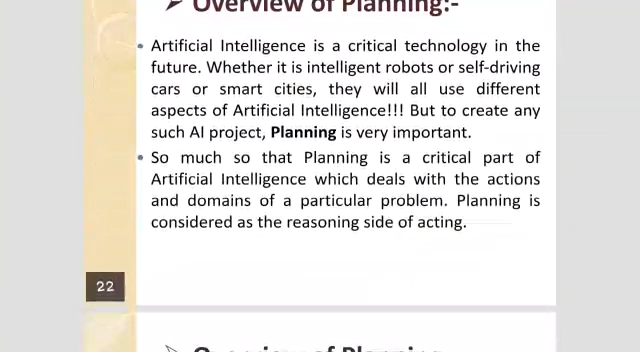 ➤ Overview of Planning:-
• Artificial Intelligence is a critical technology in the
future. Whether it is intelligent robots or self-driving
cars or smart cities, they will all use different
aspects of Artificial Intelligence!!! But to create any
such AI project, Planning is very important.
• So much so that Planning is a critical part of
Artificial Intelligence which deals with the actions
and domains of a particular problem. Planning is
considered as the reasoning side of acting.
22
➤ Overview of Planning